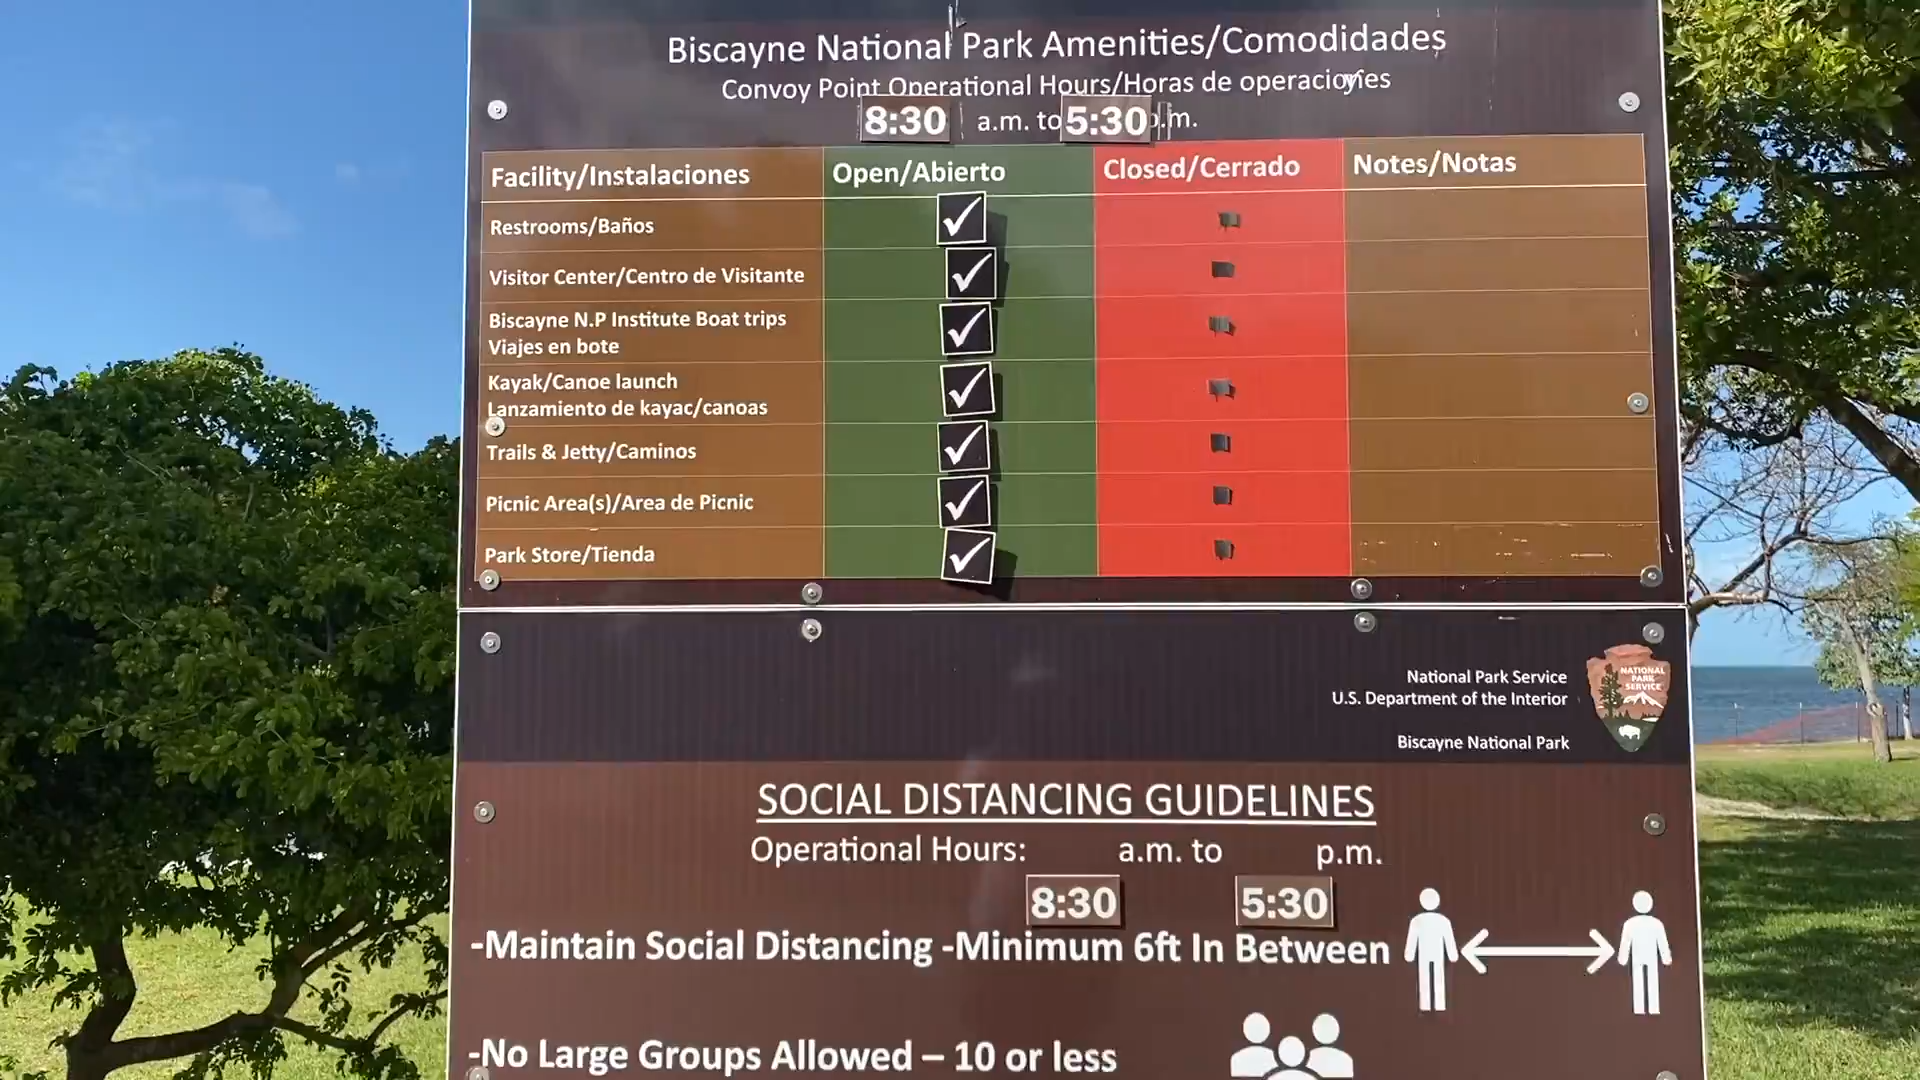 Biscayne National Park Amenities/Comodidades
Convoy Point Operational Hours/Horas de operaciones
8:30 a.m. to 5:30 p.m.
Facility/Instalaciones Open/Abierto Closed/Cerrado Notes/Notas
Restrooms/Baños
Visitor Center/Centro de Visitante
Biscayne N.P Institute Boat trips
Viajes en bote
Kayak/Canoe launch
Lanzamiento de kayac/canoas
Trails & Jetty/Caminos
Picnic Area(s)/Area de Picnic
Park Store/Tienda
National Park Service
U.S. Department of the Interior
Biscayne National Park
NATIONAL
PARK
SERVICE
SOCIAL DISTANCING GUIDELINES
Operational Hours: a.m. to p.m.
8:30 5:30
-Maintain Social Distancing -Minimum 6ft In Between
-No Large Groups Allowed – 10 or less